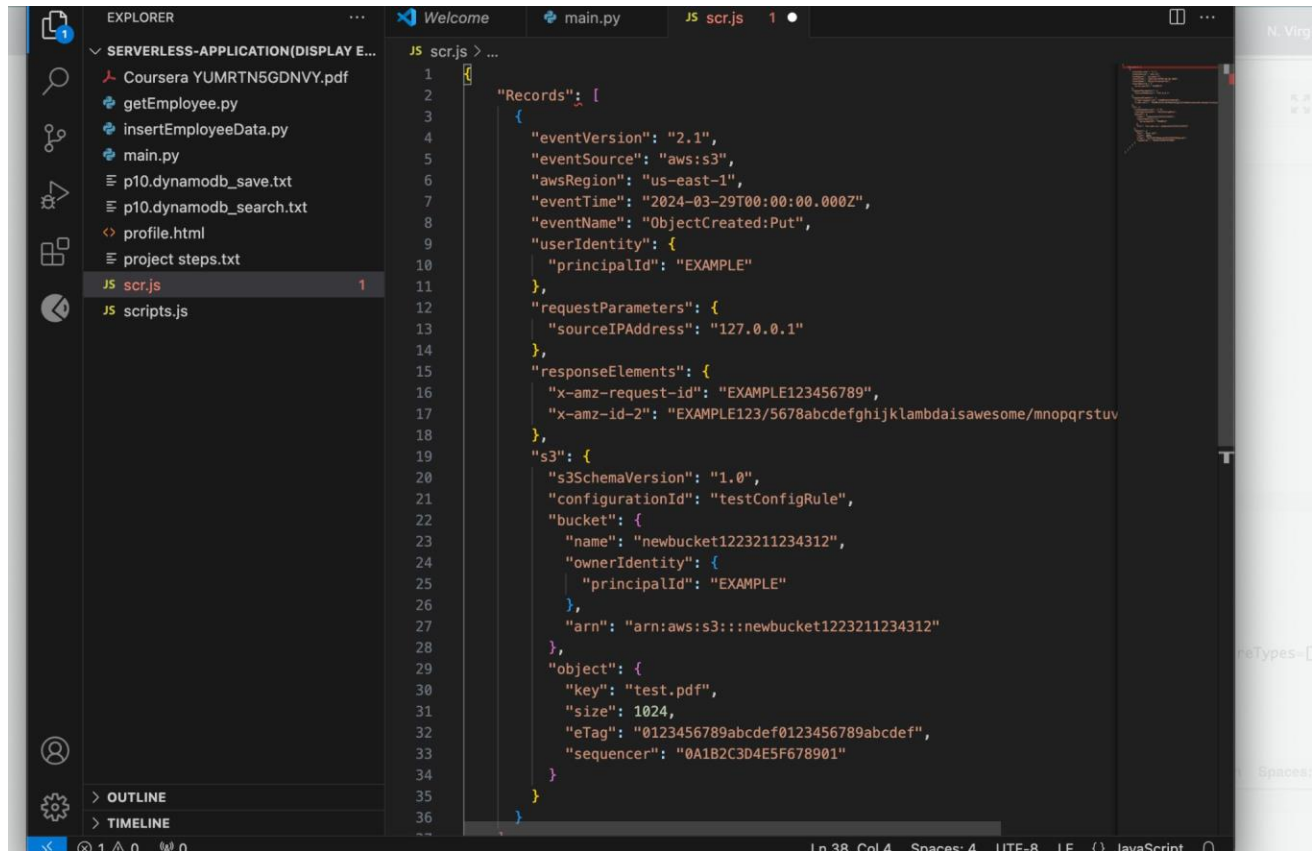 EXPLORER
Welcome
main.py
JS scr.js 1
N. Virg
SERVERLESS-APPLICATION(DISPLAY E...
JS scr.js > ...
Coursera YUMRTN5GDNVY.pdf
getEmployee.py
insertEmployeeData.py
main.py
p10.dynamodb_save.txt
p10.dynamodb_search.txt
profile.html
project steps.txt
JS scr.js 1
JS scripts.js
OUTLINE
TIMELINE
1 {
2 "Records": [
3 {
4 "eventVersion": "2.1",
5 "eventSource": "aws:s3",
6 "awsRegion": "us-east-1",
7 "eventTime": "2024-03-29T00:00:00.000Z",
8 "eventName": "ObjectCreated:Put",
9 "userIdentity": {
10 "principalId": "EXAMPLE"
11 },
12 "requestParameters": {
13 "sourceIPAddress": "127.0.0.1"
14 },
15 "responseElements": {
16 "x-amz-request-id": "EXAMPLE123456789",
17 "x-amz-id-2": "EXAMPLE123/5678abcdefghijklambdaisawesome/mnopqrstuv
18 },
19 "s3": {
20 "s3SchemaVersion": "1.0",
21 "configurationId": "testConfigRule",
22 "bucket": {
23 "name": "newbucket1223211234312",
24 "ownerIdentity": {
25 "principalId": "EXAMPLE"
26 },
27 "arn": "arn:aws:s3:::newbucket1223211234312"
28 },
29 "object": {
30 "key": "test.pdf",
31 "size": 1024,
32 "eTag": "0123456789abcdef0123456789abcdef",
33 "sequencer": "0A1B2C3D4E5F678901"
34 }
35 }
36 }
reTypes=[
Spaces:
1 0 0
Ln 38, Col 4 Spaces: 4 UTF-8 LF {} JavaScript